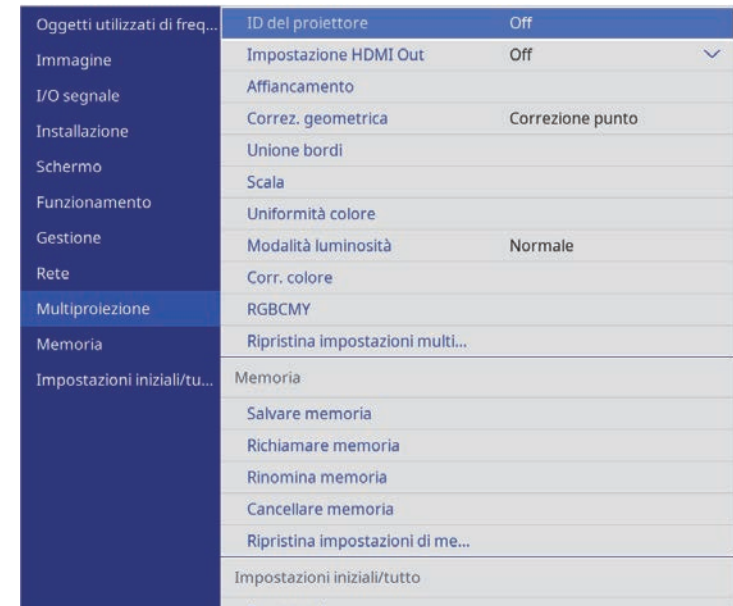 Oggetti utilizzati di freq...
Immagine
I/O segnale
Installazione
Schermo
Funzionamento
Gestione
Rete
Multiproiezione
Memoria
Impostazioni iniziali/tu...
ID del proiettore Off
Impostazione HDMI Out Off
Affiancamento
Correz. geometrica Correzione punto
Unione bordi
Scala
Uniformità colore
Modalità luminosità Normale
Corr. colore
RGBCMY
Ripristina impostazioni multi...
Memoria
Salvare memoria
Richiamare memoria
Rinomina memoria
Cancellare memoria
Ripristina impostazioni di me...
Impostazioni iniziali/tutto